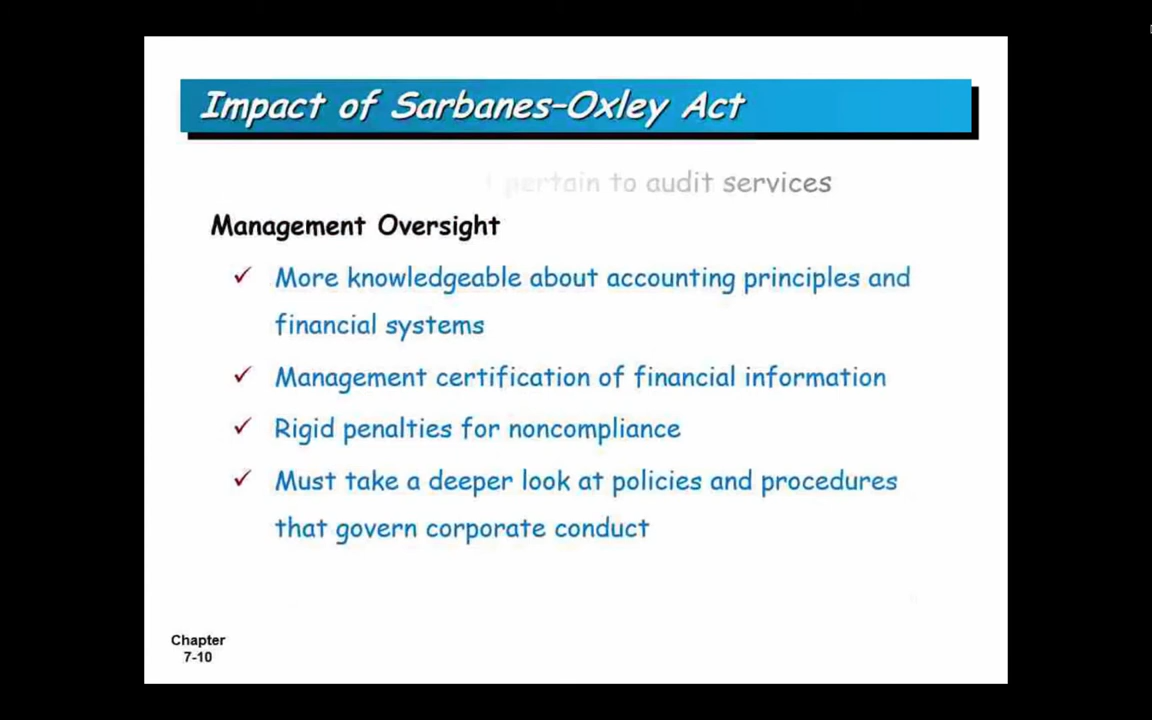 Impact of Sarbanes–Oxley Act
pertain to audit services
Management Oversight
✓ More knowledgeable about accounting principles and
financial systems
✓ Management certification of financial information
✓ Rigid penalties for noncompliance
✓ Must take a deeper look at policies and procedures
that govern corporate conduct
Chapter
7-10